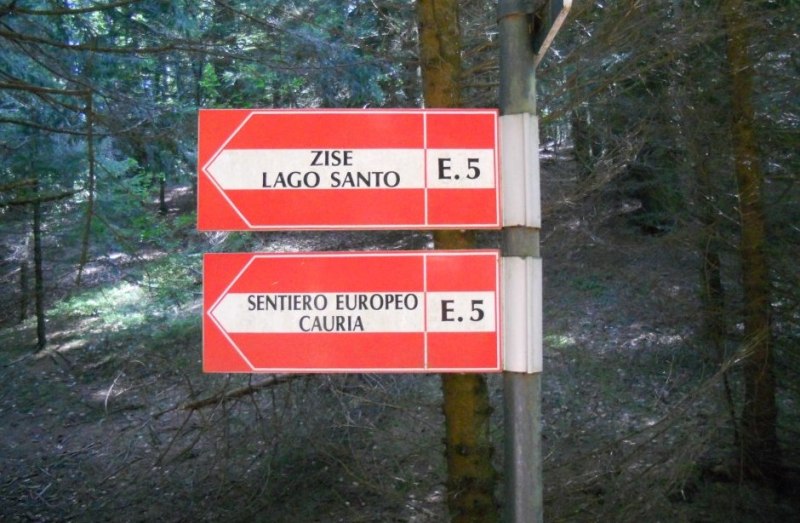 ZISE
LAGO SANTO
E.5
SENTIERO EUROPEO
CAURIA
E.5